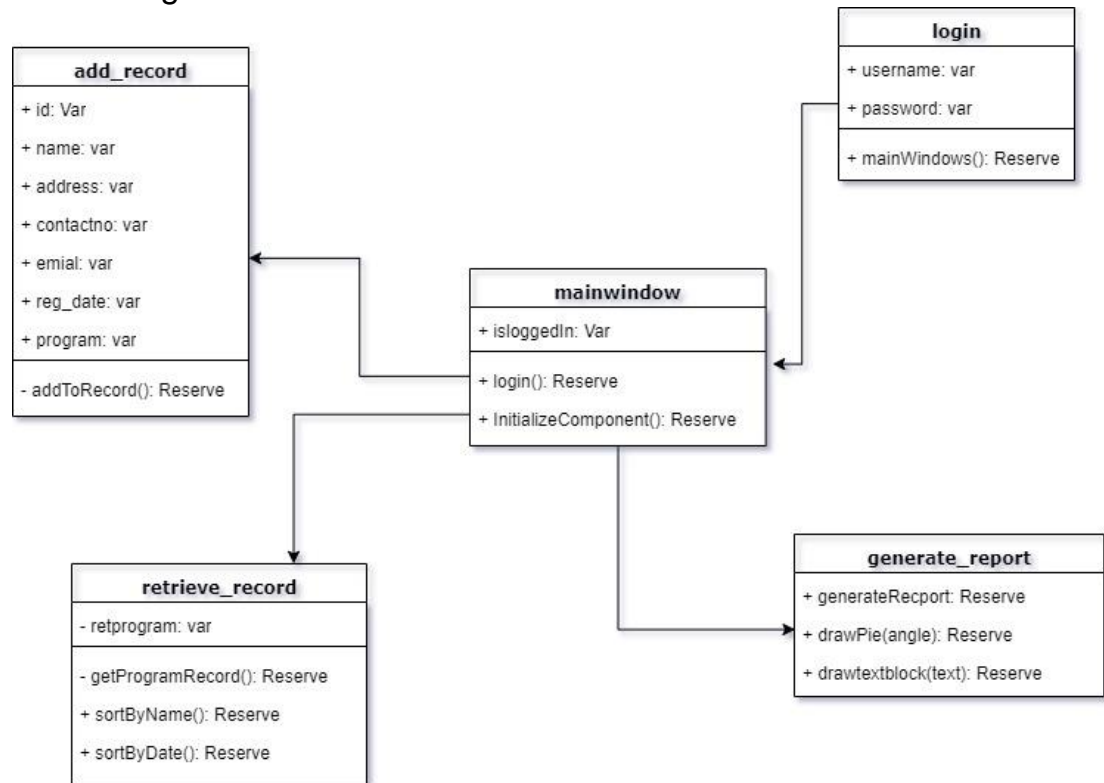 add_record
+ id: Var
+ name: var
+ address: var
+ contactno: var
+ emial: var
+ reg_date: var
+ program: var
- addToRecord(): Reserve
login
+ username: var
+ password: var
+ mainWindows(): Reserve
mainwindow
+ isloggedIn: Var
+ login(): Reserve
+ InitializeComponent(): Reserve
retrieve_record
- retprogram: var
- getProgramRecord(): Reserve
+ sortByName(): Reserve
+ sortByDate(): Reserve
generate_report
+ generateRecport: Reserve
+ drawPie(angle): Reserve
+ drawtextblock(text): Reserve